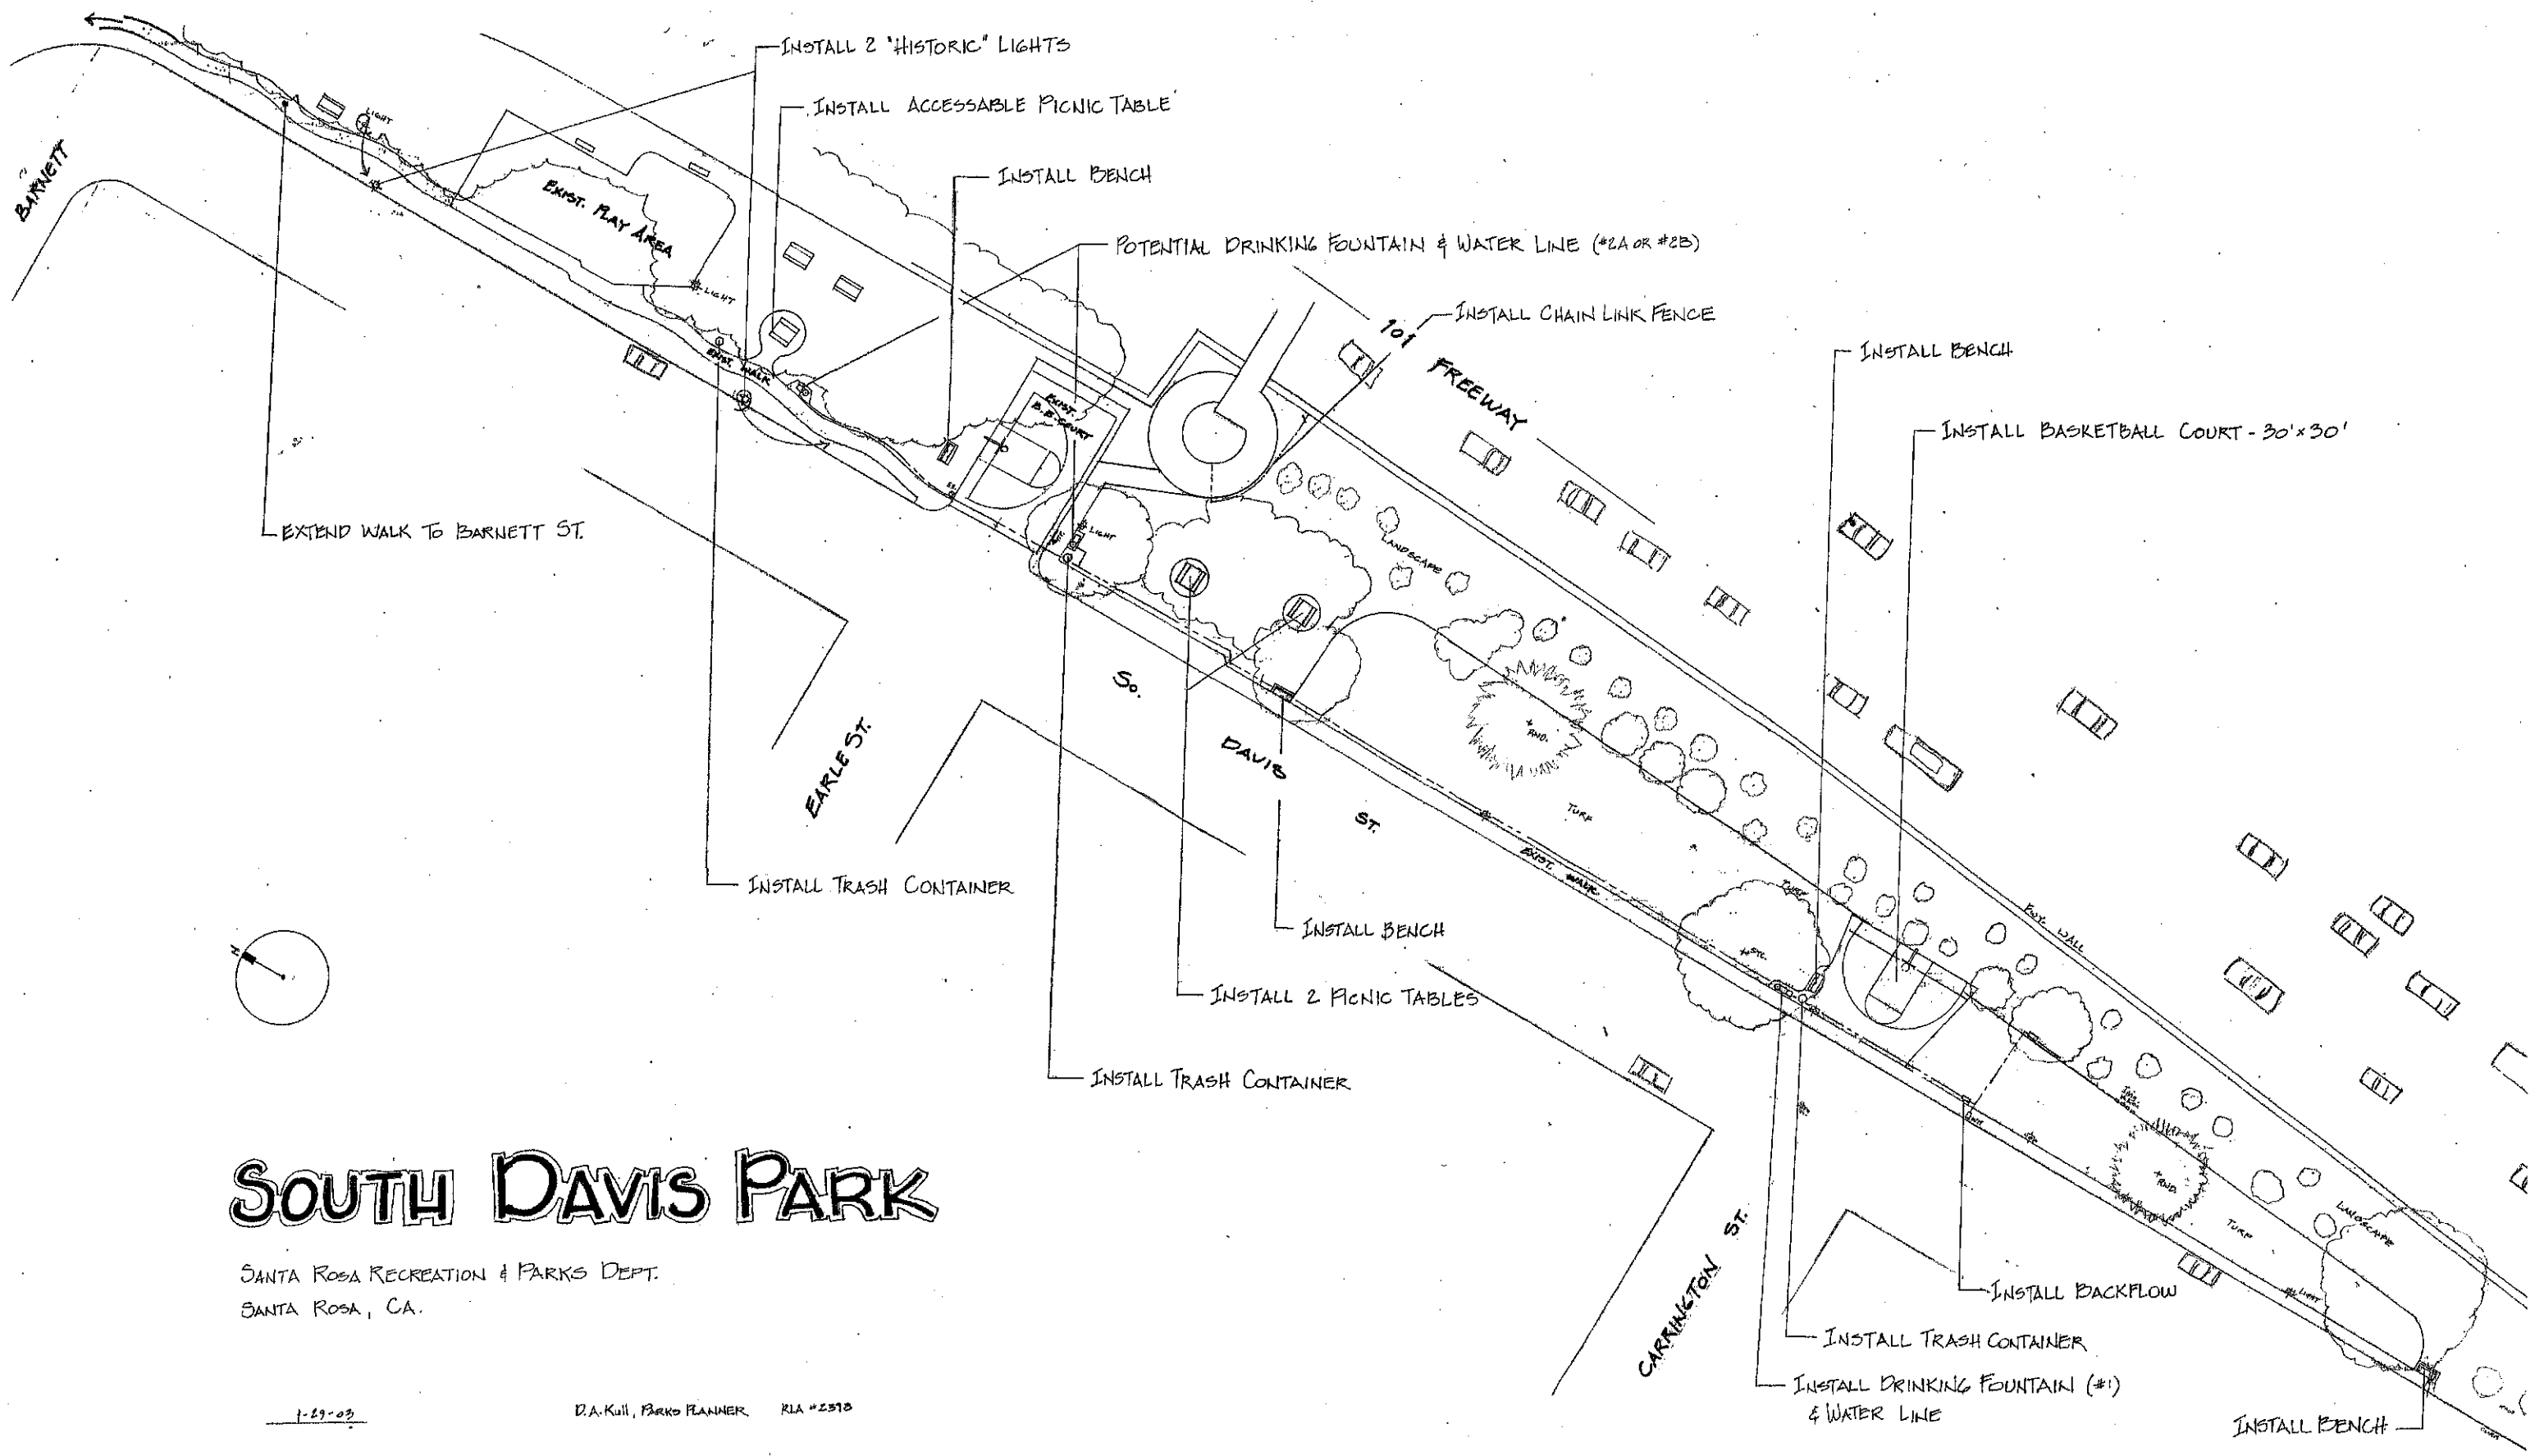 INSTALL 2 "HISTORIC" LIGHTS
INSTALL ACCESSABLE PICNIC TABLE
LIGHT
BARNETT
INSTALL BENCH
EXIST. PLAY AREA
POTENTIAL DRINKING FOUNTAIN & WATER LINE (#2A OR #2B)
LIGHT
INSTALL CHAIN LINK FENCE
101 FREEWAY
INSTALL BENCH
EXIST. WALK
EXIST. B.B. COURT
INSTALL BASKETBALL COURT - 30'x30'
EXTEND WALK TO BARNETT ST.
LIGHT
LANDSCAPE
SO. DAVIS ST.
RND.
EARLE ST.
TURF
EXIST. WALK
INSTALL TRASH CONTAINER
TURF
FWY. WALL
INSTALL BENCH
N
INSTALL 2 PICNIC TABLES
INSTALL TRASH CONTAINER
SOUTH DAVIS PARK
RND.
LANDSCAPE
TURF
CARRINGTON ST.
SANTA ROSA RECREATION & PARKS DEPT.
SANTA ROSA, CA.
LIGHT
INSTALL BACKFLOW
INSTALL TRASH CONTAINER
INSTALL DRINKING FOUNTAIN (#1)
& WATER LINE
1-29-03
D.A. Kull, PARKS PLANNER RLA #2398
INSTALL BENCH